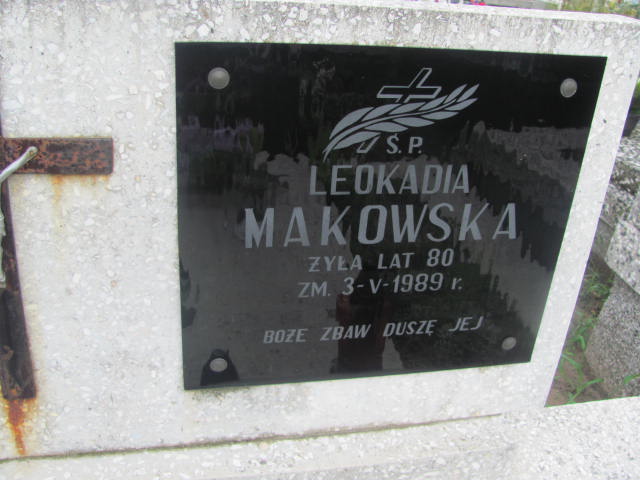 Ś.P.
LEOKADIA
MAKOWSKA
ŻYŁA LAT 80
ZM. 3-V-1989 r.
BOŻE ZBAW DUSZĘ JEJ